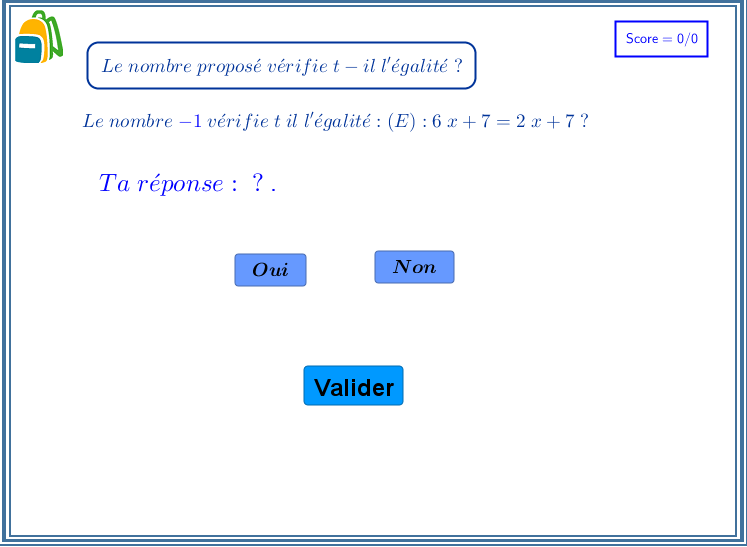 Score = 0/0
Le nombre proposé vérifie t − il l'égalité ?
Le nombre −1 vérifie t il l'égalité : (E) : 6 x + 7 = 2 x + 7 ?
Ta réponse : ? .
Oui
Non
Valider